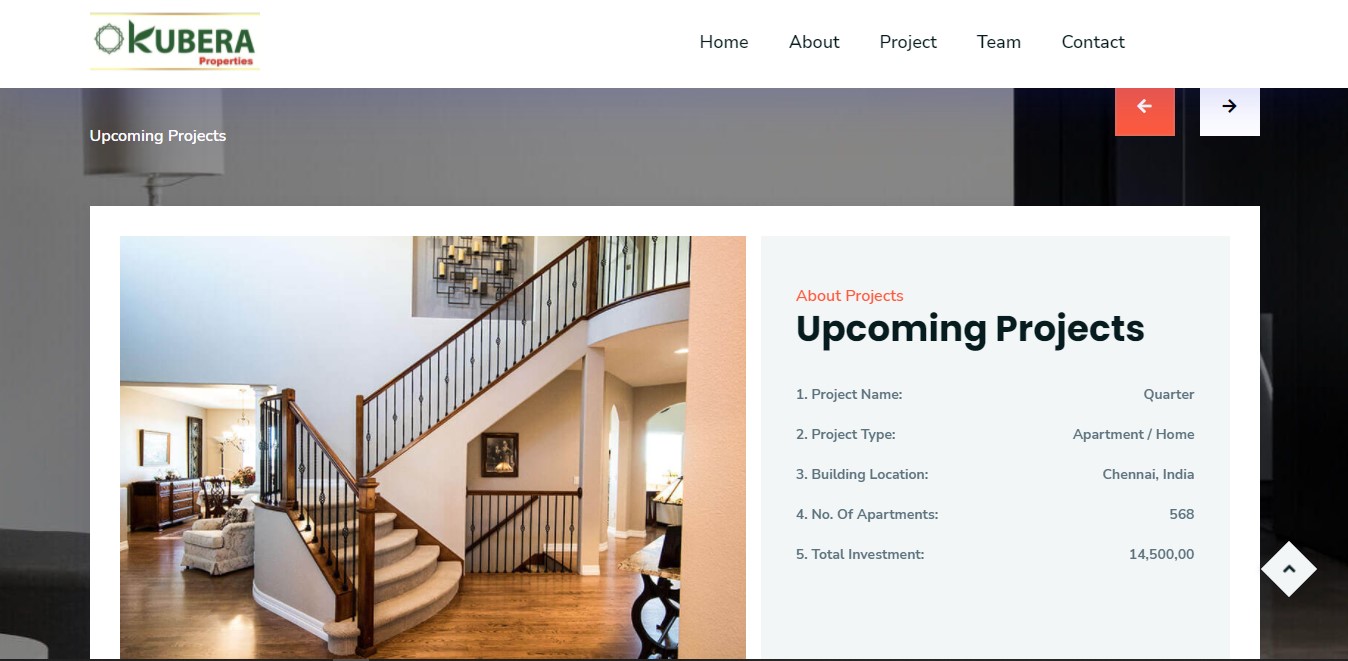 KUBERA
Properties
Home About Project Team Contact
Upcoming Projects
About Projects
Upcoming Projects
1. Project Name: Quarter
2. Project Type: Apartment / Home
3. Building Location: Chennai, India
4. No. Of Apartments: 568
5. Total Investment: 14,500,00